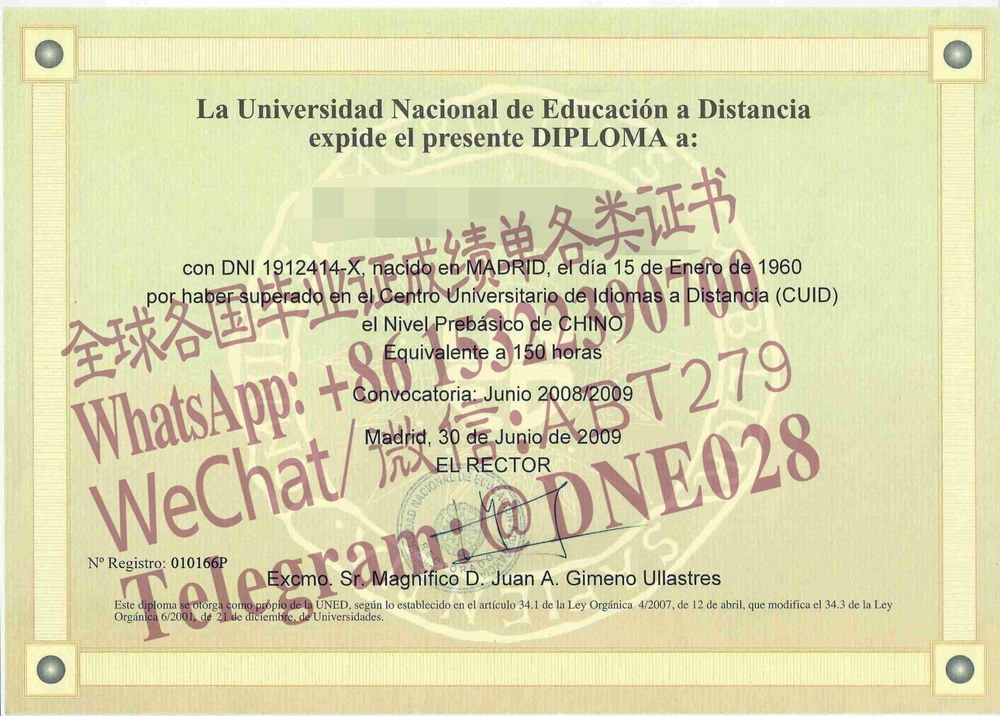 La Universidad Nacional de Educación a Distancia
expide el presente DIPLOMA a:
con DNI 1912414-X, nacido en MADRID, el día 15 de Enero de 1960
por haber superado en el Centro Universitario de Idiomas a Distancia (CUID)
el Nivel Prebásico de CHINO
Equivalente a 150 horas
Convocatoria: Junio 2008/2009
Madrid, 30 de Junio de 2009
EL RECTOR
Nº Registro: 010166P
Excmo. Sr. Magnífico D. Juan A. Gimeno Ullastres
Este diploma se otorga como propio de la UNED, según lo establecido en el artículo 34.1 de la Ley Orgánica 4/2007, de 12 de abril, que modifica el 34.3 de la Ley
Orgánica 6/2001, de 21 de diciembre, de Universidades.
全球各国毕业证成绩单各类证书
WhatsApp: +86 15322390700
WeChat/微信:ABT279
Telegram:@DNE028